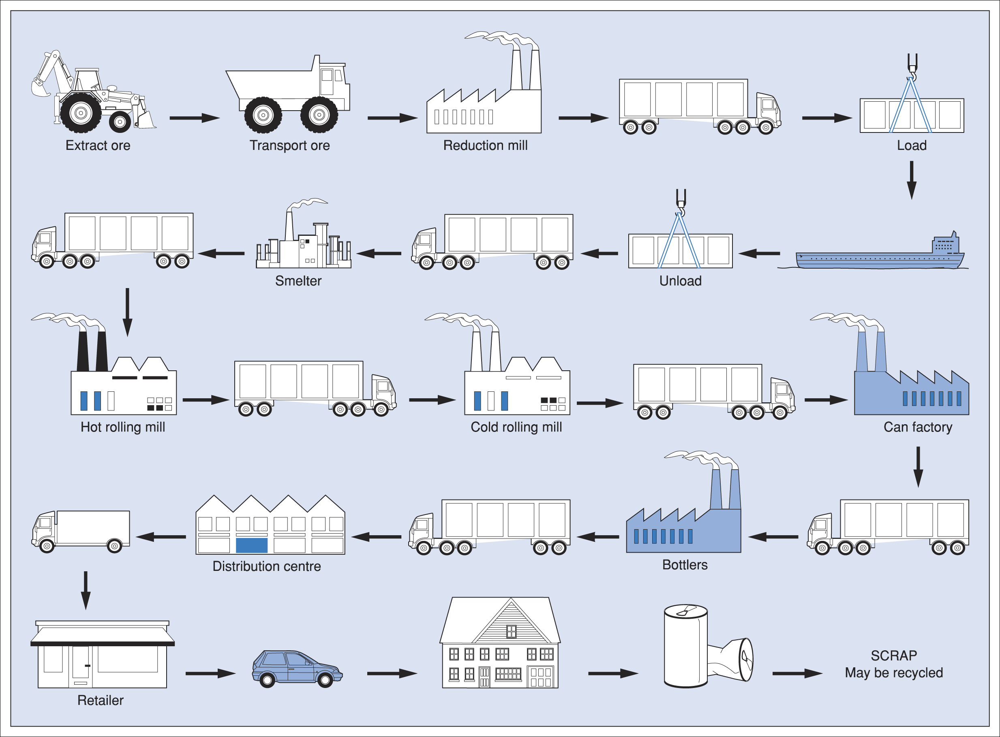 Extract ore
Transport ore
Reduction mill
Load
Smelter
Unload
Hot rolling mill
Cold rolling mill
Can factory
Distribution centre
Bottlers
Retailer
SCRAP
May be recycled